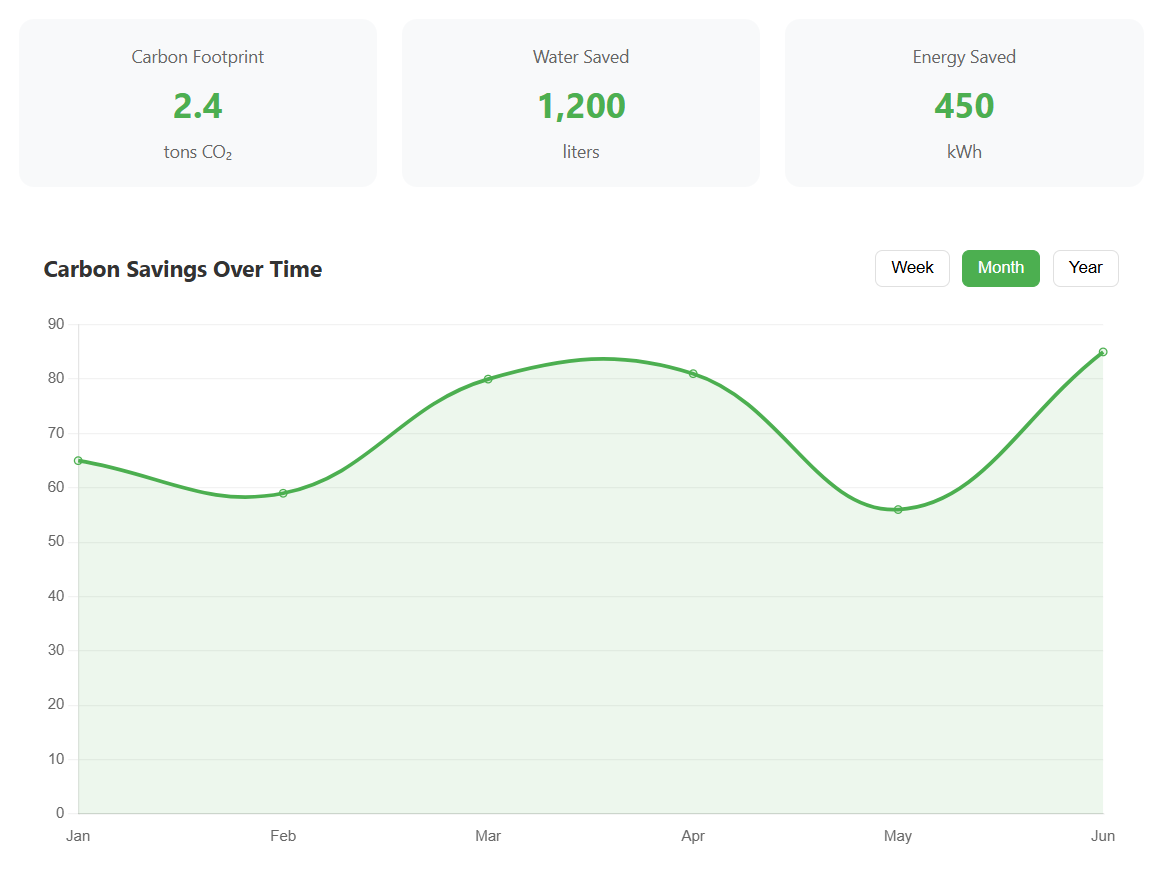 Carbon Footprint
2.4
tons CO₂
Water Saved
1,200
liters
Energy Saved
450
kWh
Carbon Savings Over Time
Week
Month
Year
90
80
70
60
50
40
30
20
10
0
Jan
Feb
Mar
Apr
May
Jun